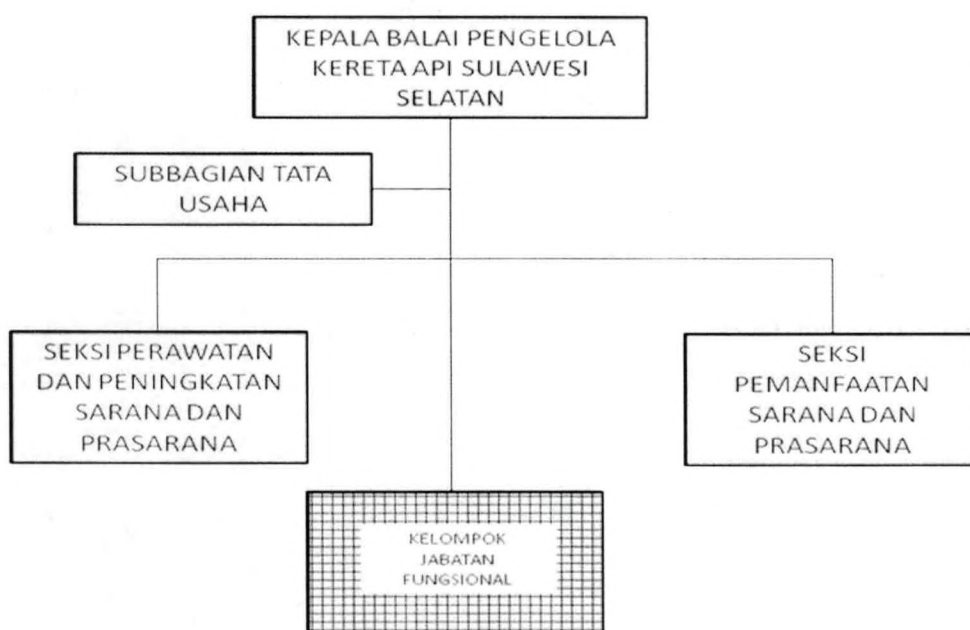 KEPALA BALAI PENGELOLA
KERETA API SULAWESI
SELATAN
SUBBAGIAN TATA
USAHA
SEKSI PERAWATAN
DAN PENINGKATAN
SARANA DAN
PRASARANA
SEKSI
PEMANFAATAN
SARANA DAN
PRASARANA
KELOMPOK
JABATAN
FUNGSIONAL